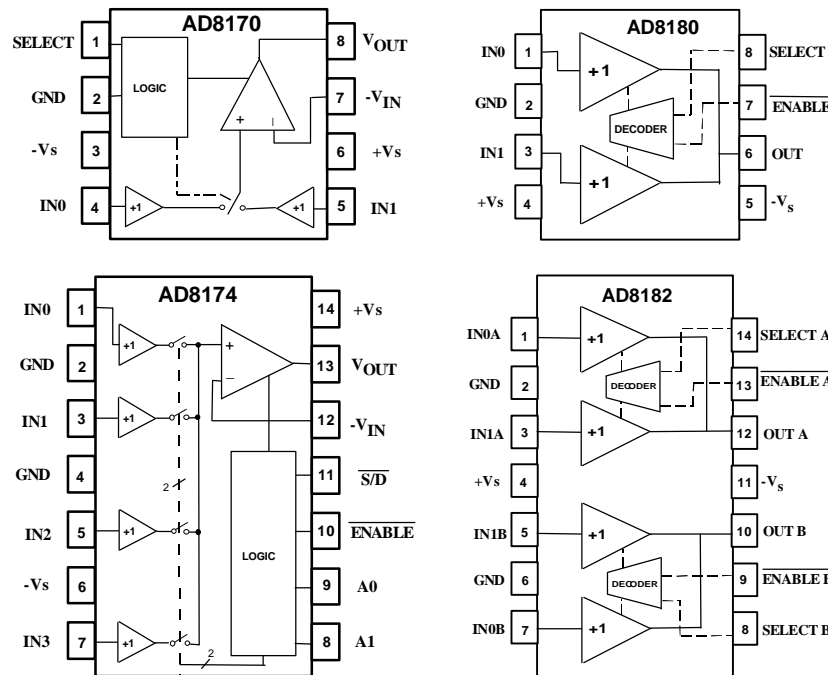 AD8170
SELECT 1
8 VOUT
LOGIC
GND 2
7 -VIN
+ −
-Vs 3
6 +Vs
IN0 4 +1
+1 5 IN1
AD8180
IN0 1 +1
8 SELECT
GND 2
7 ENABLE
DECODER
IN1 3 +1
6 OUT
+Vs 4
5 -Vs
AD8174
IN0 1 +1
14 +Vs
+
GND 2
13 VOUT
−
IN1 3 +1
12 -VIN
GND 4
11 S/D
2
IN2 5 +1
10 ENABLE
LOGIC
-Vs 6
9 A0
IN3 7 +1
8 A1
2
AD8182
IN0A 1 +1
14 SELECT A
GND 2
DECODER
13 ENABLE A
IN1A 3 +1
12 OUT A
+Vs 4
11 -Vs
IN1B 5 +1
10 OUT B
GND 6
DECODER
9 ENABLE B
IN0B 7 +1
8 SELECT B